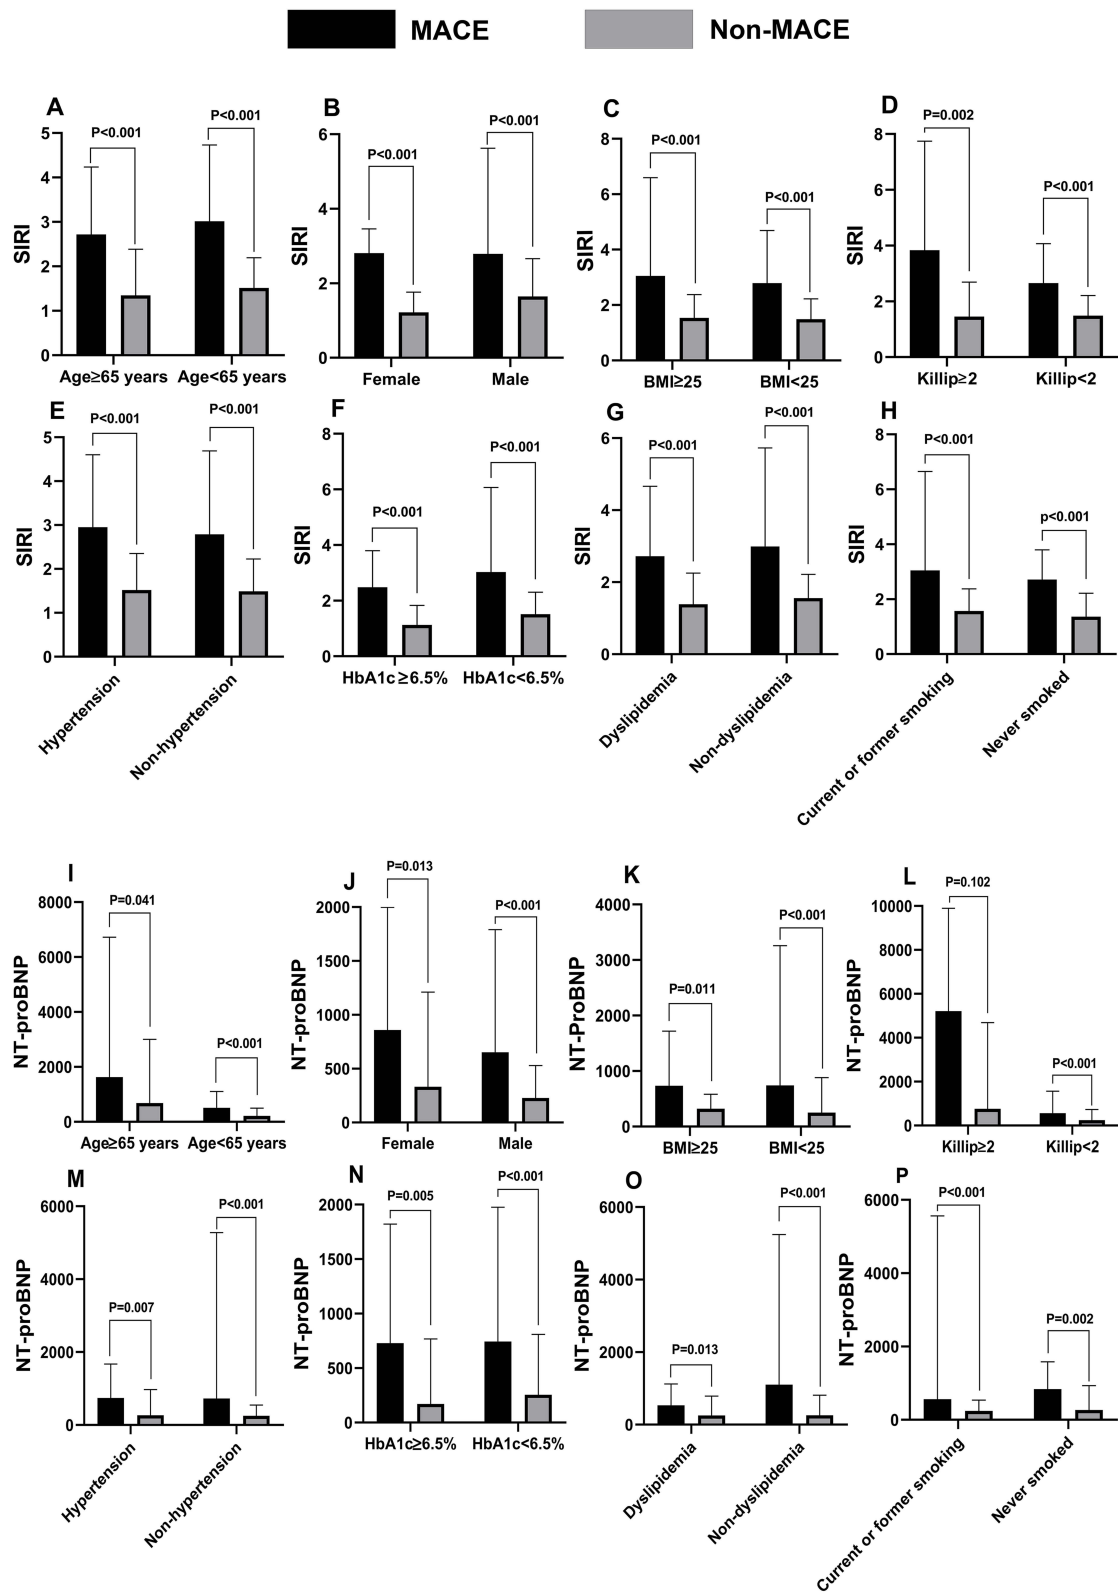 MACE Non-MACE
A B C D
P<0.001 P<0.001
5
4
3
2
1
0
SIRI
Age≥65 years Age<65 years
P<0.001 P<0.001
6
4
2
0
SIRI
Female Male
P<0.001 P<0.001
8
6
4
2
0
SIRI
BMI≥25 BMI<25
P=0.002 P<0.001
8
6
4
2
0
SIRI
Killip≥2 Killip<2
E F G H
P<0.001 P<0.001
5
4
3
2
1
0
SIRI
Hypertension Non-hypertension
P<0.001 P<0.001
8
6
4
2
0
SIRI
HbA1c ≥6.5% HbA1c<6.5%
P<0.001 P<0.001
6
4
2
0
SIRI
Dyslipidemia Non-dyslipidemia
P<0.001 p<0.001
8
6
4
2
0
SIRI
Current or former smoking Never smoked
I J K L
P=0.041 P<0.001
8000
6000
4000
2000
0
NT-proBNP
Age≥65 years Age<65 years
P=0.013 P<0.001
2000
1500
1000
500
0
NT-proBNP
Female Male
P=0.011 P<0.001
4000
3000
2000
1000
0
NT-ProBNP
BMI≥25 BMI<25
P=0.102 P<0.001
10000
8000
6000
4000
2000
0
NT-proBNP
Killip≥2 Killip<2
M N O P
P=0.007 P<0.001
6000
4000
2000
0
NT-proBNP
Hypertension Non-hypertension
P=0.005 P<0.001
2000
1500
1000
500
0
NT-proBNP
HbA1c≥6.5% HbA1c<6.5%
P=0.013 P<0.001
6000
4000
2000
0
NT-proBNP
Dyslipidemia Non-dyslipidemia
P<0.001 P=0.002
6000
4000
2000
0
NT-proBNP
Current or former smoking Never smoked